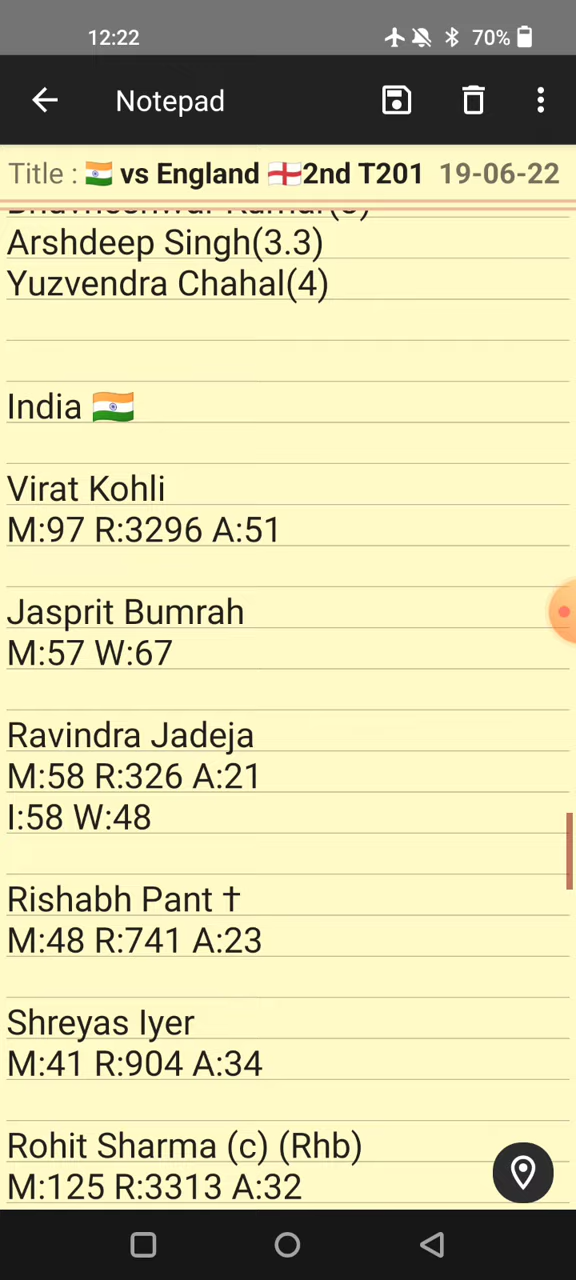 12:22
70%
Notepad
Title : 🇮🇳 vs England 🏴󠁧󠁢󠁥󠁮󠁧󠁿2nd T201 19-06-22
Arshdeep Singh(3.3)
Yuzvendra Chahal(4)
India 🇮🇳
Virat Kohli
M:97 R:3296 A:51
Jasprit Bumrah
M:57 W:67
Ravindra Jadeja
M:58 R:326 A:21
I:58 W:48
Rishabh Pant †
M:48 R:741 A:23
Shreyas Iyer
M:41 R:904 A:34
Rohit Sharma (c) (Rhb)
M:125 R:3313 A:32